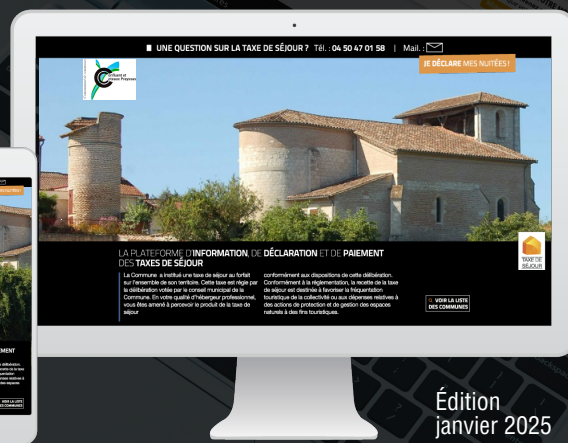 UNE QUESTION SUR LA TAXE DE SÉJOUR ? Tél. : 04 50 47 01 58 | Mail. :
JE DÉCLARE MES NUITÉES !
LA PLATEFORME D'INFORMATION, DE DÉCLARATION ET DE PAIEMENT
DES TAXES DE SÉJOUR
La Commune a institué une taxe de séjour au forfait
sur l'ensemble de son territoire. Cette taxe est régie par
la délibération votée par le conseil municipal de la
Commune. En votre qualité d'hébergeur professionnel,
vous êtes amené à percevoir le produit de la taxe de
séjour
conformément aux dispositions de cette délibération.
Conformément à la réglementation, la recette de la taxe
de séjour est destinée à favoriser la fréquentation
touristique de la collectivité ou aux dépenses relatives à
des actions de protection et de gestion des espaces
naturels à des fins touristiques.
TAXE DE
SÉJOUR
VOIR LA LISTE
DES COMMUNES
Édition
janvier 2025